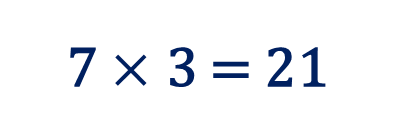 7 × 3 = 21